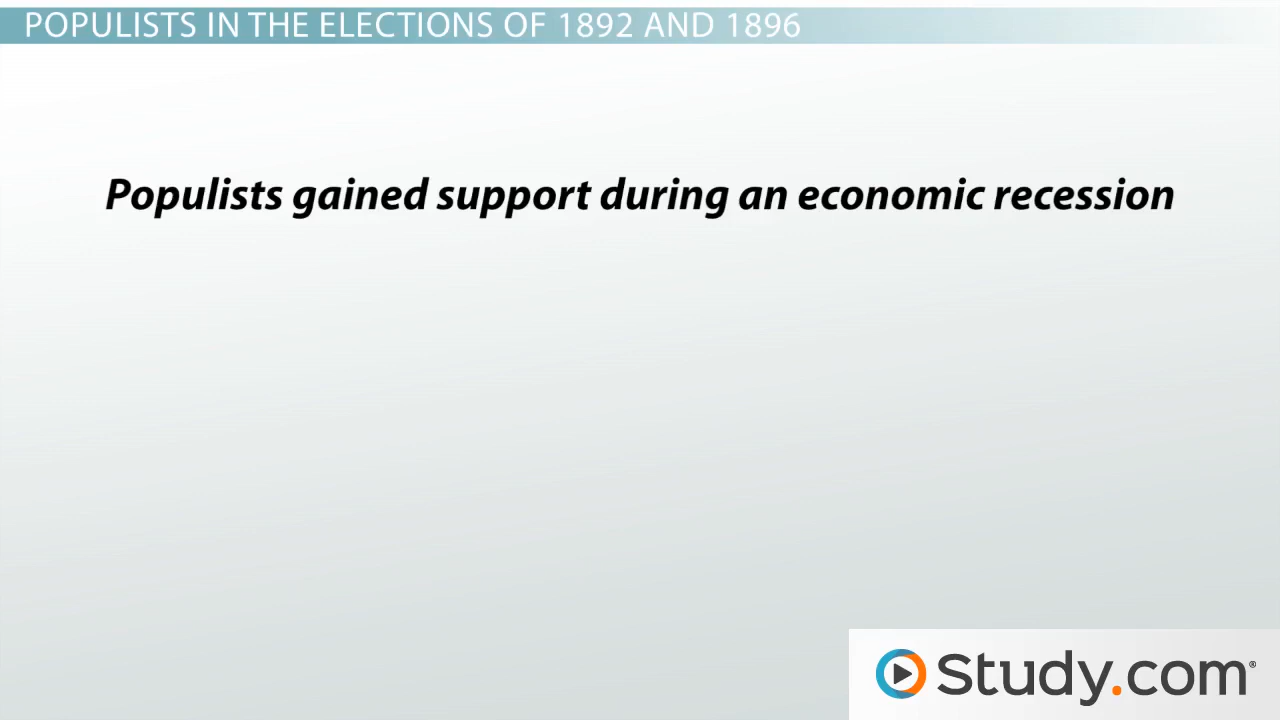 POPULISTS IN THE ELECTIONS OF 1892 AND 1896
Populists gained support during an economic recession
Study.com®